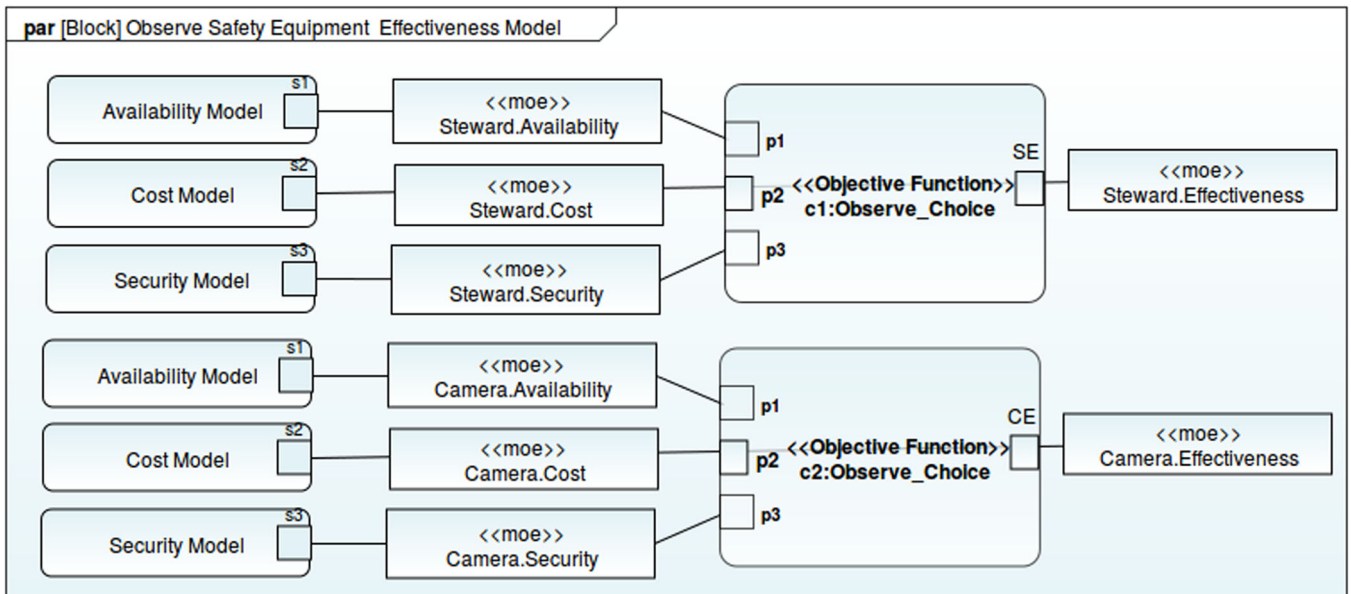 par [Block] Observe Safety Equipment Effectiveness Model
s1
Availability Model
<<moe>>
Steward.Availability
p1
s2
Cost Model
<<moe>>
Steward.Cost
p2
<<Objective Function>>
c1:Observe_Choice
SE
<<moe>>
Steward.Effectiveness
s3
Security Model
<<moe>>
Steward.Security
p3
s1
Availability Model
<<moe>>
Camera.Availability
p1
s2
Cost Model
<<moe>>
Camera.Cost
p2
<<Objective Function>>
c2:Observe_Choice
CE
<<moe>>
Camera.Effectiveness
s3
Security Model
<<moe>>
Camera.Security
p3